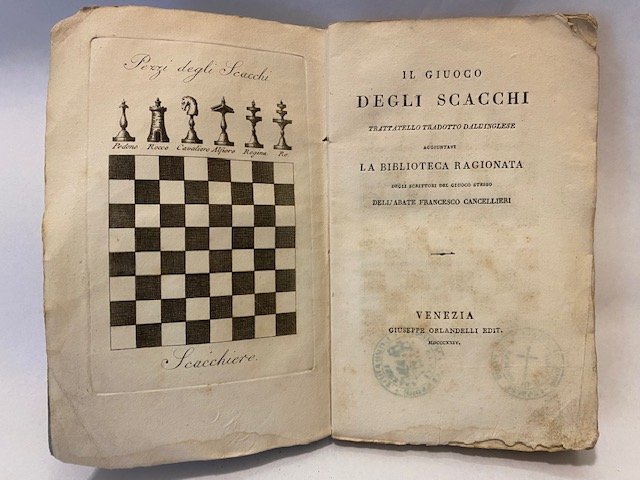 Pezzi degli Scacchi
Pedone Rocco Cavaliere Alfiere Regina Re.
Scacchiere.
IL GIUOCO
DEGLI SCACCHI
TRATTATELLO TRADOTTO DALL'INGLESE
AGGIUNTAVI
LA BIBLIOTECA RAGIONATA
DEGLI SCRITTORI DEL GIUOCO STESSO
DELL'ABATE FRANCESCO CANCELLIERI
VENEZIA
GIUSEPPE ORLANDELLI EDIT.
MDCCCXXIV.